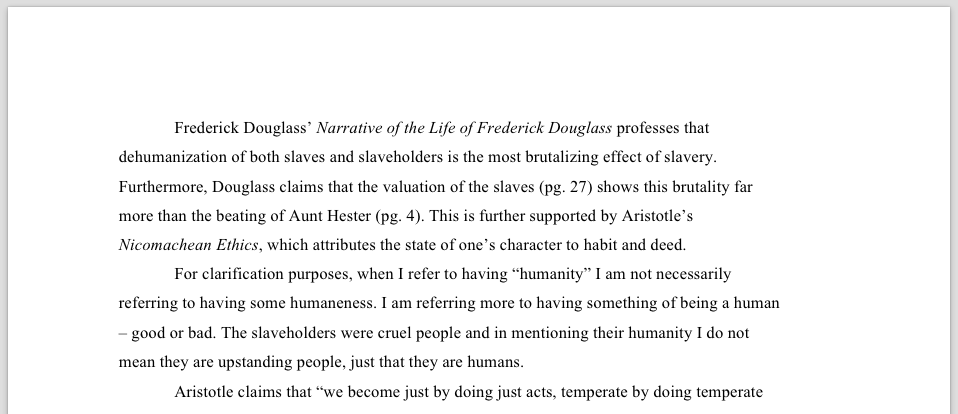 Frederick Douglass’ Narrative of the Life of Frederick Douglass professes that
dehumanization of both slaves and slaveholders is the most brutalizing effect of slavery.
Furthermore, Douglass claims that the valuation of the slaves (pg. 27) shows this brutality far
more than the beating of Aunt Hester (pg. 4). This is further supported by Aristotle’s
Nicomachean Ethics, which attributes the state of one’s character to habit and deed.
For clarification purposes, when I refer to having “humanity” I am not necessarily
referring to having some humaneness. I am referring more to having something of being a human
– good or bad. The slaveholders were cruel people and in mentioning their humanity I do not
mean they are upstanding people, just that they are humans.
Aristotle claims that “we become just by doing just acts, temperate by doing temperate